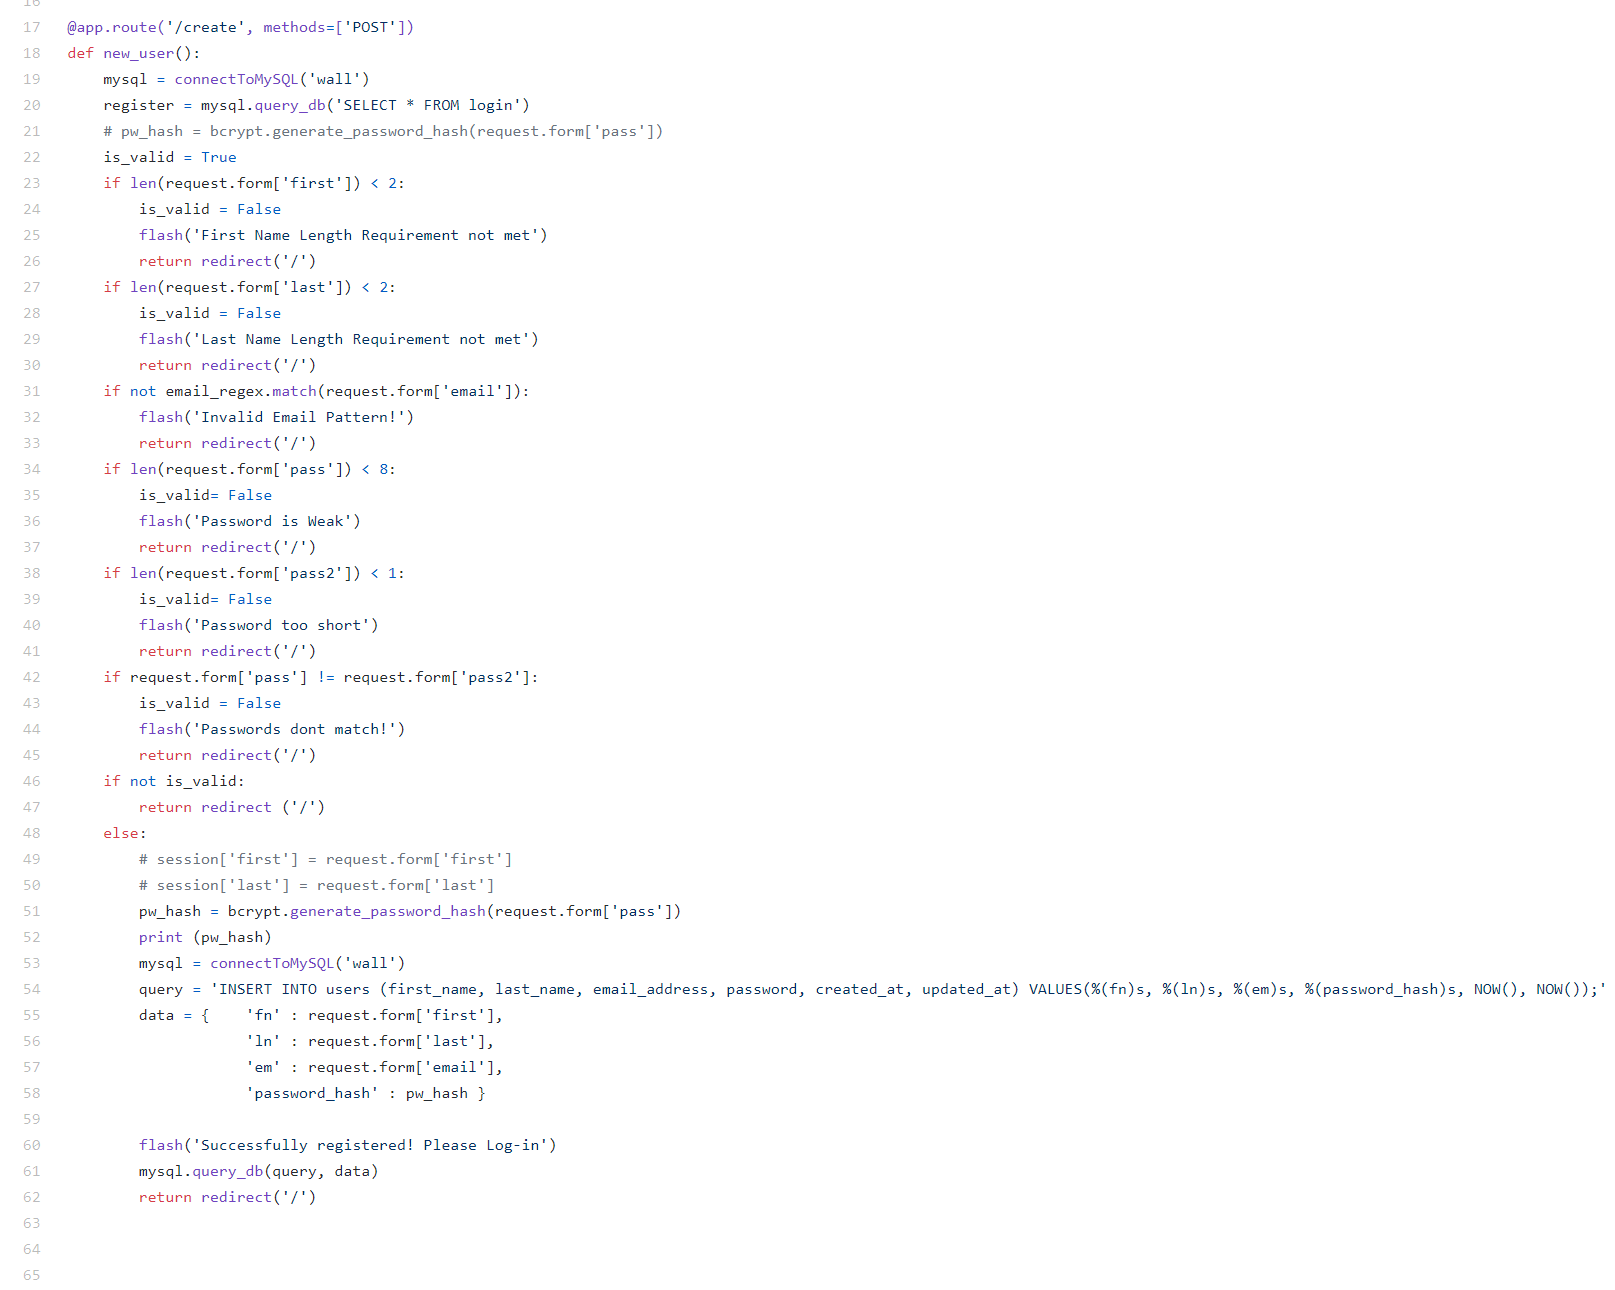 16
17 @app.route('/create', methods=['POST'])
18 def new_user():
19     mysql = connectToMySQL('wall')
20     register = mysql.query_db('SELECT * FROM login')
21     # pw_hash = bcrypt.generate_password_hash(request.form['pass'])
22     is_valid = True
23     if len(request.form['first']) < 2:
24         is_valid = False
25         flash('First Name Length Requirement not met')
26         return redirect('/')
27     if len(request.form['last']) < 2:
28         is_valid = False
29         flash('Last Name Length Requirement not met')
30         return redirect('/')
31     if not email_regex.match(request.form['email']):
32         flash('Invalid Email Pattern!')
33         return redirect('/')
34     if len(request.form['pass']) < 8:
35         is_valid= False
36         flash('Password is Weak')
37         return redirect('/')
38     if len(request.form['pass2']) < 1:
39         is_valid= False
40         flash('Password too short')
41         return redirect('/')
42     if request.form['pass'] != request.form['pass2']:
43         is_valid = False
44         flash('Passwords dont match!')
45         return redirect('/')
46     if not is_valid:
47         return redirect ('/')
48     else:
49         # session['first'] = request.form['first']
50         # session['last'] = request.form['last']
51         pw_hash = bcrypt.generate_password_hash(request.form['pass'])
52         print (pw_hash)
53         mysql = connectToMySQL('wall')
54         query = 'INSERT INTO users (first_name, last_name, email_address, password, created_at, updated_at) VALUES(%(fn)s, %(ln)s, %(em)s, %(password_hash)s, NOW(), NOW());'
55         data = {    'fn' : request.form['first'],
56                     'ln' : request.form['last'],
57                     'em' : request.form['email'],
58                     'password_hash' : pw_hash }
59
60         flash('Successfully registered! Please Log-in')
61         mysql.query_db(query, data)
62         return redirect('/')
63
64
65